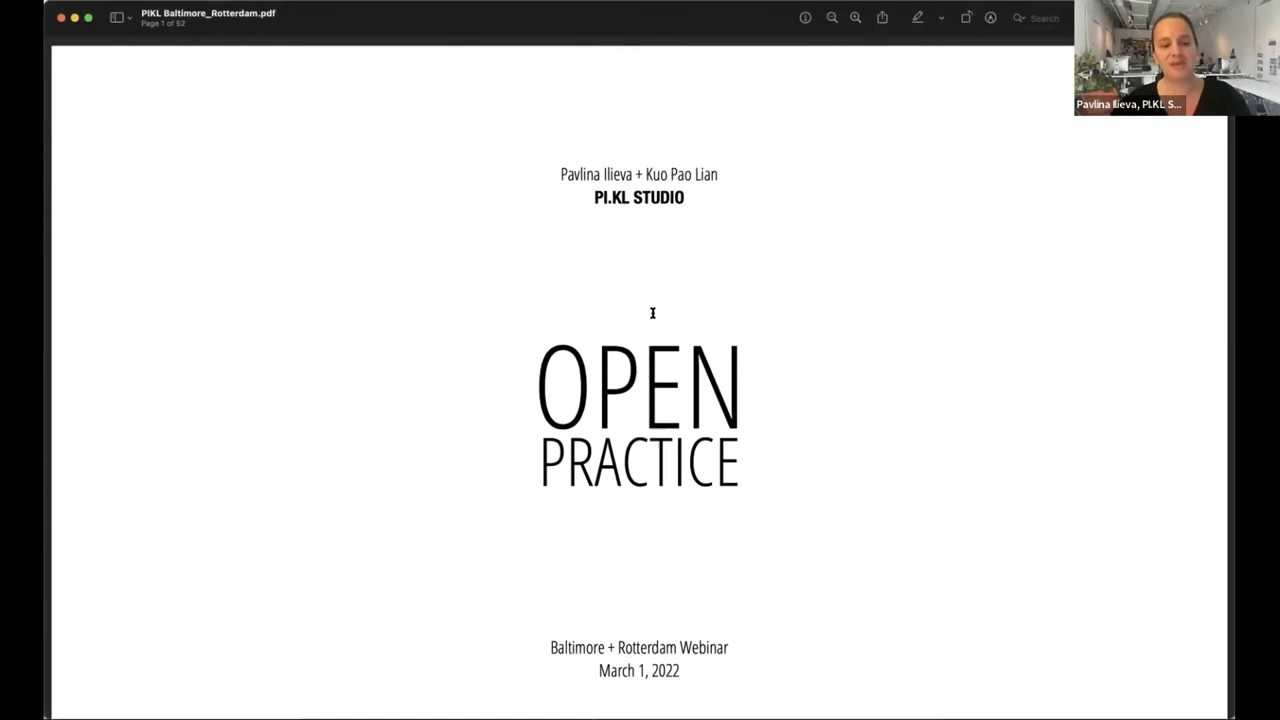 PIKL Baltimore_Rotterdam.pdf
Page 1 of 52
Search
Pavlina Ilieva, PI.KL S...
Pavlina Ilieva + Kuo Pao Lian
PI.KL STUDIO
OPEN
PRACTICE
Baltimore + Rotterdam Webinar
March 1, 2022